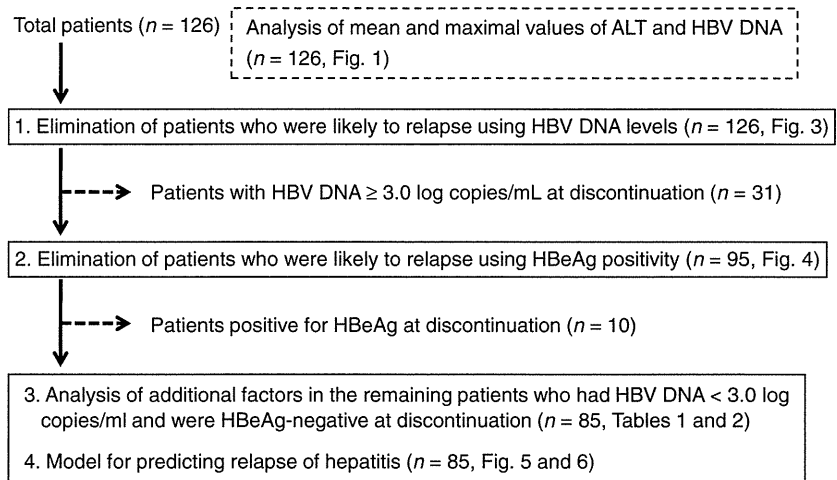 Total patients (n = 126)
Analysis of mean and maximal values of ALT and HBV DNA
(n = 126, Fig. 1)
1. Elimination of patients who were likely to relapse using HBV DNA levels (n = 126, Fig. 3)
Patients with HBV DNA ≥ 3.0 log copies/mL at discontinuation (n = 31)
2. Elimination of patients who were likely to relapse using HBeAg positivity (n = 95, Fig. 4)
Patients positive for HBeAg at discontinuation (n = 10)
3. Analysis of additional factors in the remaining patients who had HBV DNA < 3.0 log
copies/ml and were HBeAg-negative at discontinuation (n = 85, Tables 1 and 2)
4. Model for predicting relapse of hepatitis (n = 85, Fig. 5 and 6)